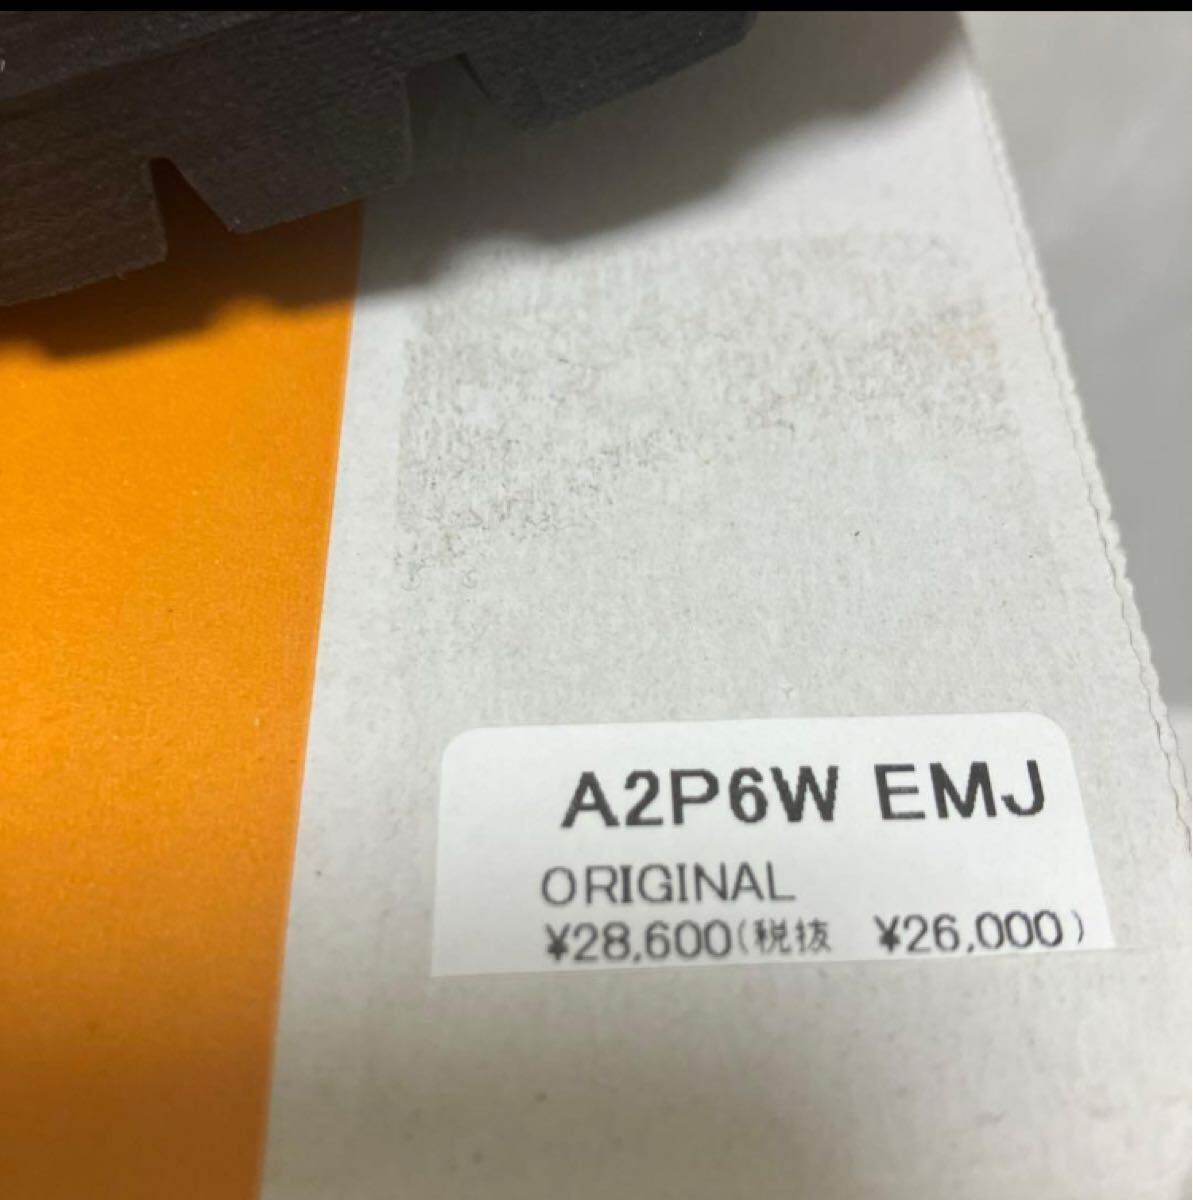 A2P6W EMJ
ORIGINAL
¥28,600(税抜　¥26,000)